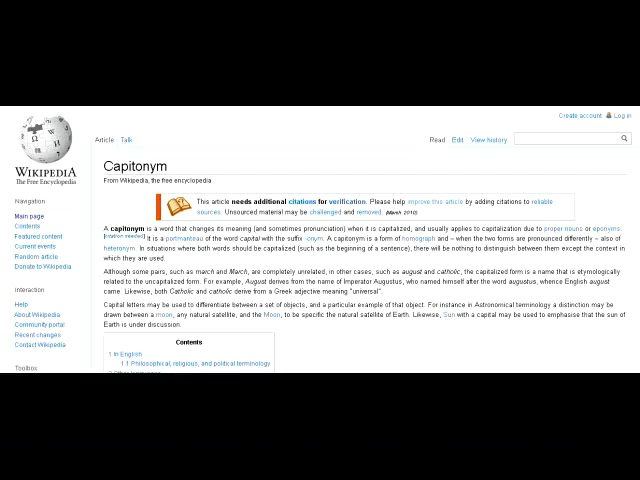 Create account Log in
WIKIPEDIA
The Free Encyclopedia
Article Talk
Read Edit View history
Capitonym
From Wikipedia, the free encyclopedia
Navigation
Main page
Contents
Featured content
Current events
Random article
Donate to Wikipedia
Interaction
Help
About Wikipedia
Community portal
Recent changes
Contact Wikipedia
Toolbox
This article needs additional citations for verification. Please help improve this article by adding citations to reliable
sources. Unsourced material may be challenged and removed. (March 2010)
A capitonym is a word that changes its meaning (and sometimes pronunciation) when it is capitalized, and usually applies to capitalization due to proper nouns or eponyms.
[citation needed] It is a portmanteau of the word capital with the suffix -onym. A capitonym is a form of homograph and – when the two forms are pronounced differently – also of
heteronym. In situations where both words should be capitalized (such as the beginning of a sentence), there will be nothing to distinguish between them except the context in
which they are used.
Although some pairs, such as march and March, are completely unrelated, in other cases, such as august and catholic, the capitalized form is a name that is etymologically
related to the uncapitalized form. For example, August derives from the name of Imperator Augustus, who named himself after the word augustus, whence English august
came. Likewise, both Catholic and catholic derive from a Greek adjective meaning "universal".
Capital letters may be used to differentiate between a set of objects, and a particular example of that object. For instance in Astronomical terminology a distinction may be
drawn between a moon, any natural satellite, and the Moon, to be specific the natural satellite of Earth. Likewise, Sun with a capital may be used to emphasise that the sun of
Earth is under discussion.
Contents
1 In English
1.1 Philosophical, religious, and political terminology